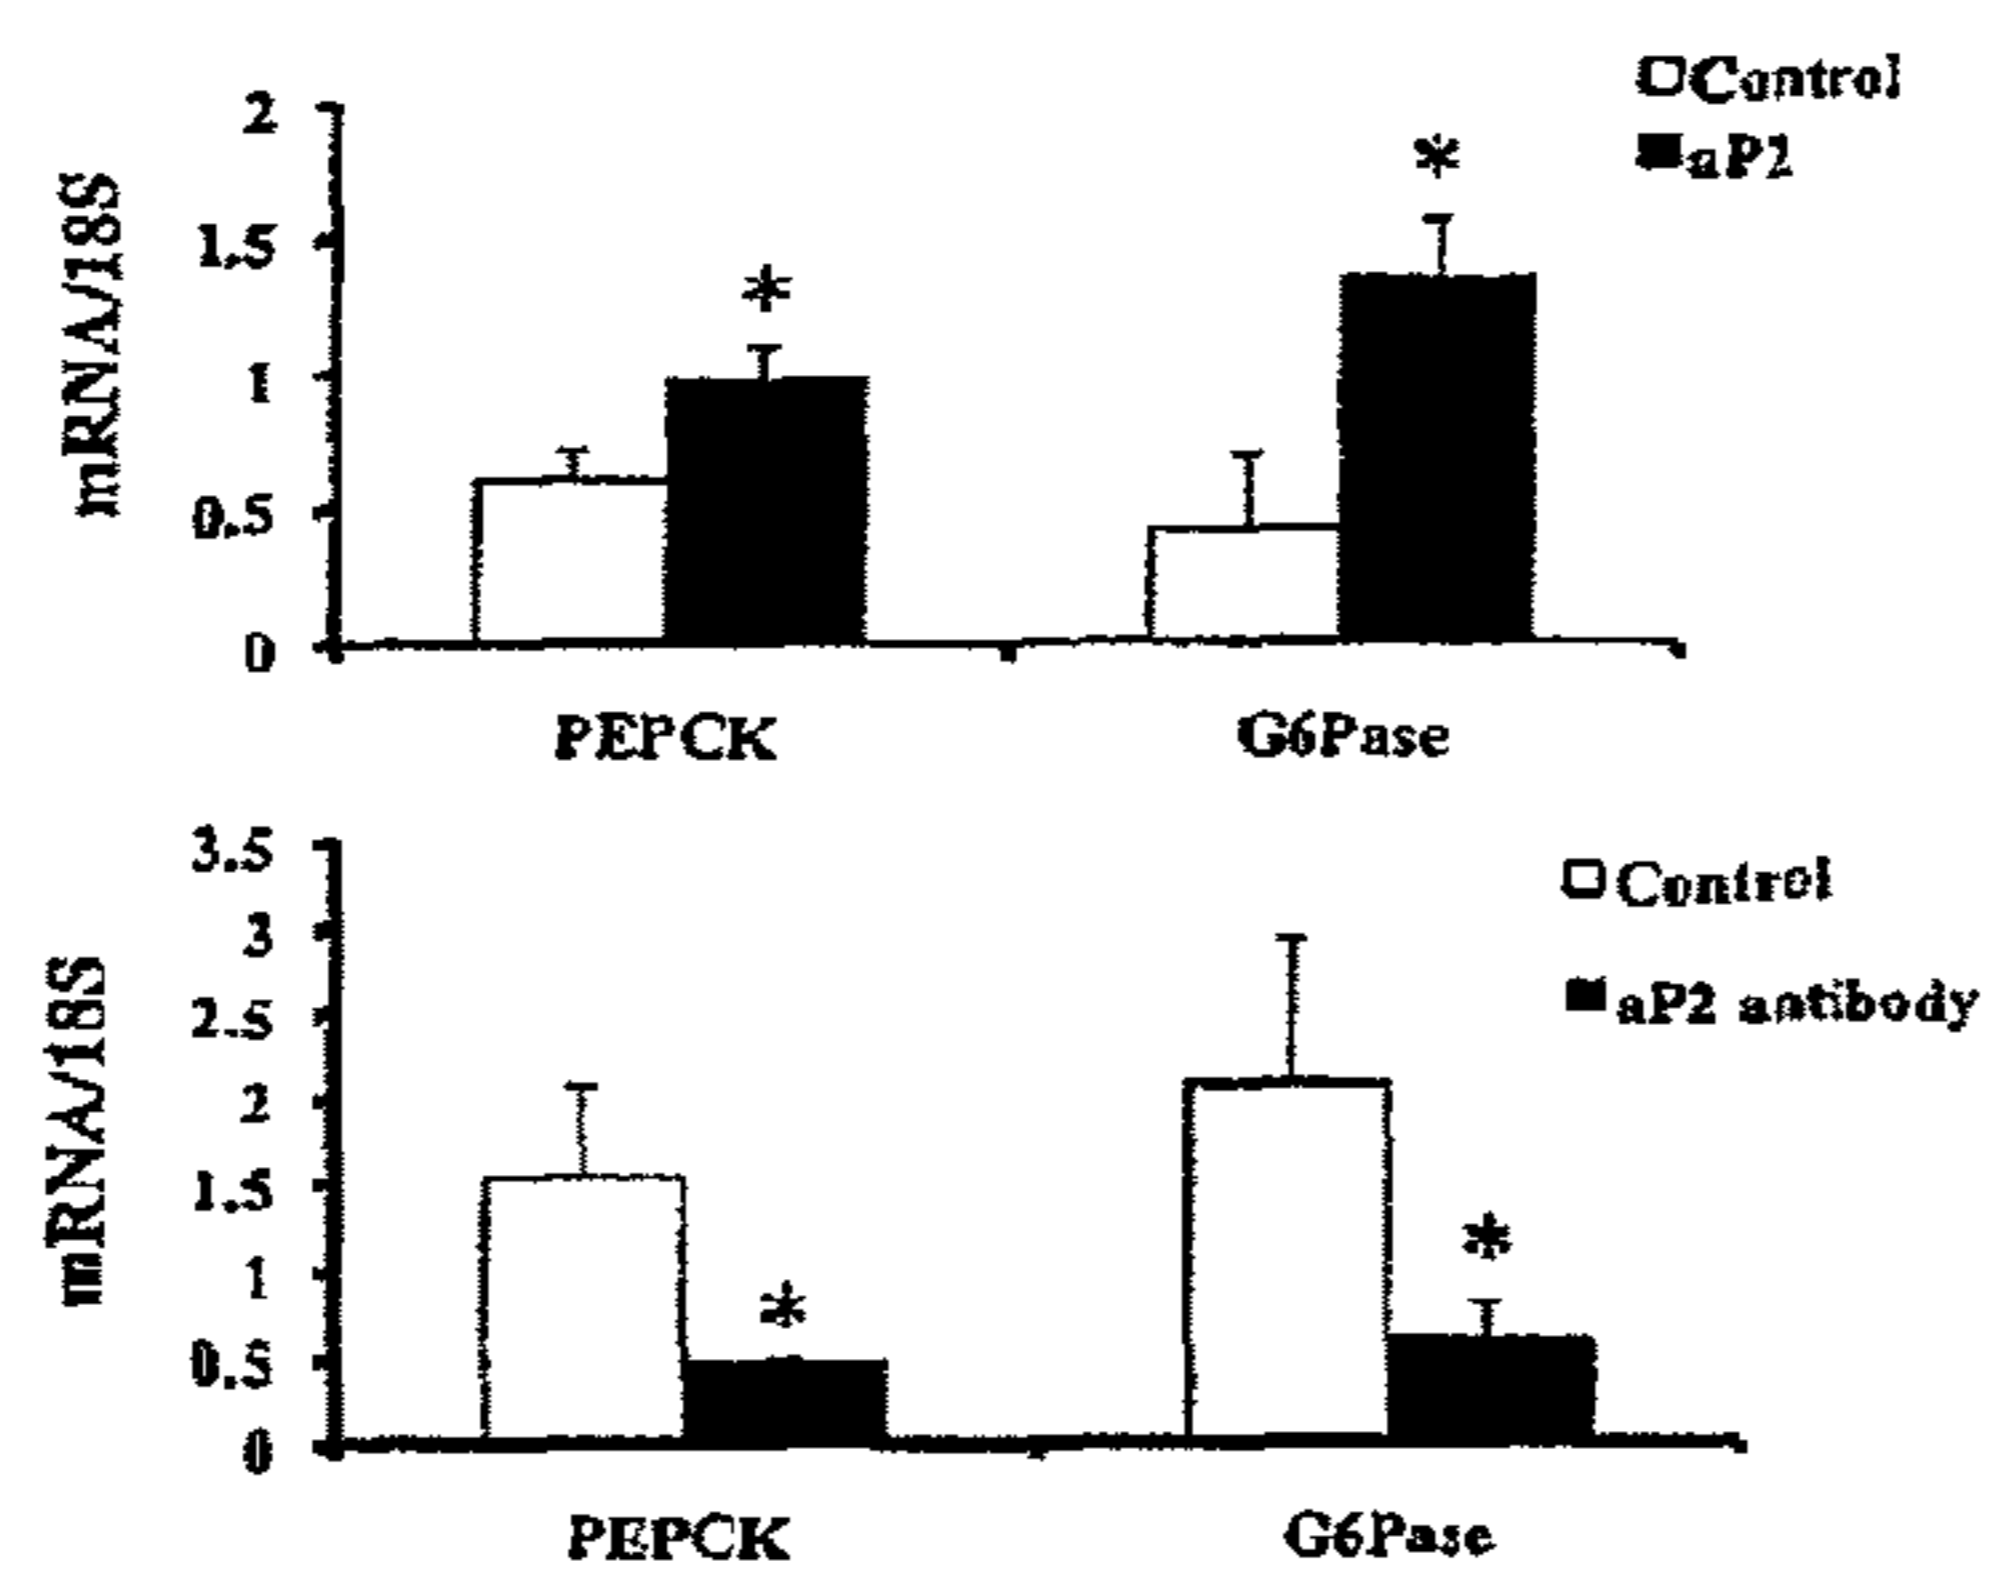 Control
aP2
mRNA/18S
2
1.5
1
0.5
0
*
*
PEPCK
G6Pase
Control
aP2 antibody
mRNA/18S
3.5
3
2.5
2
1.5
1
0.5
0
*
*
PEPCK
G6Pase